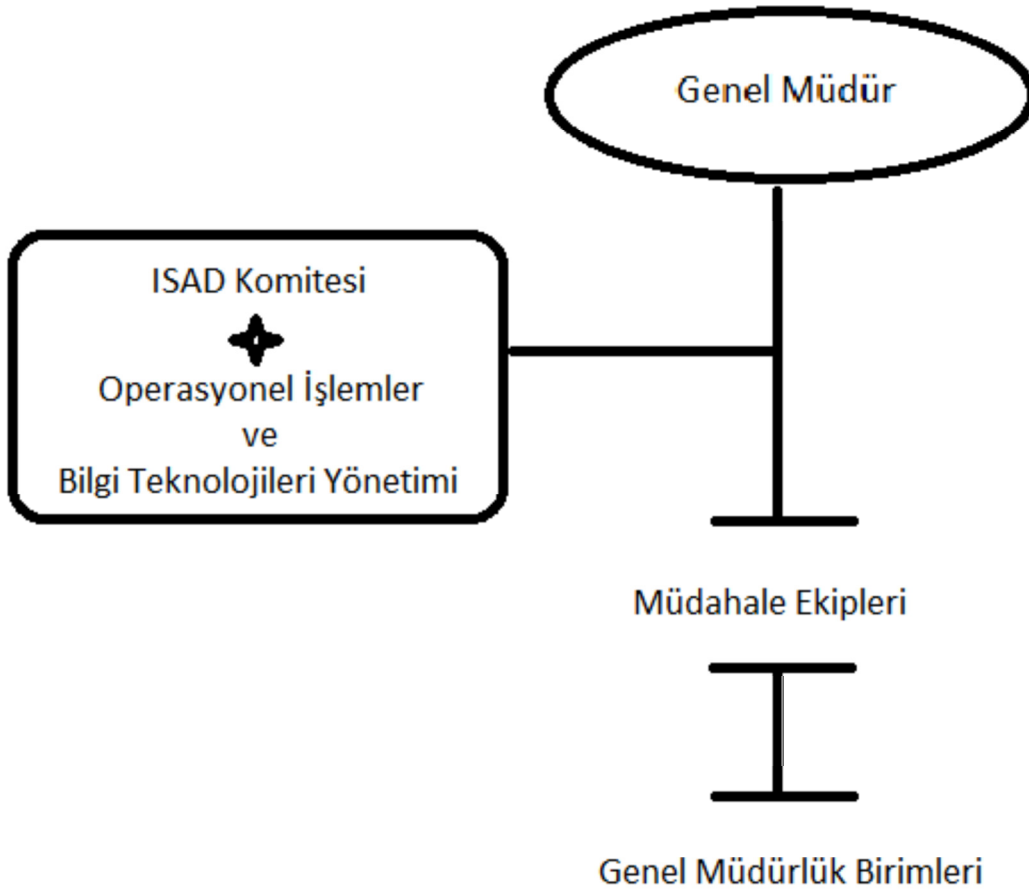 Genel Müdür
ISAD Komitesi
Operasyonel İşlemler
ve
Bilgi Teknolojileri Yönetimi
Müdahale Ekipleri
Genel Müdürlük Birimleri